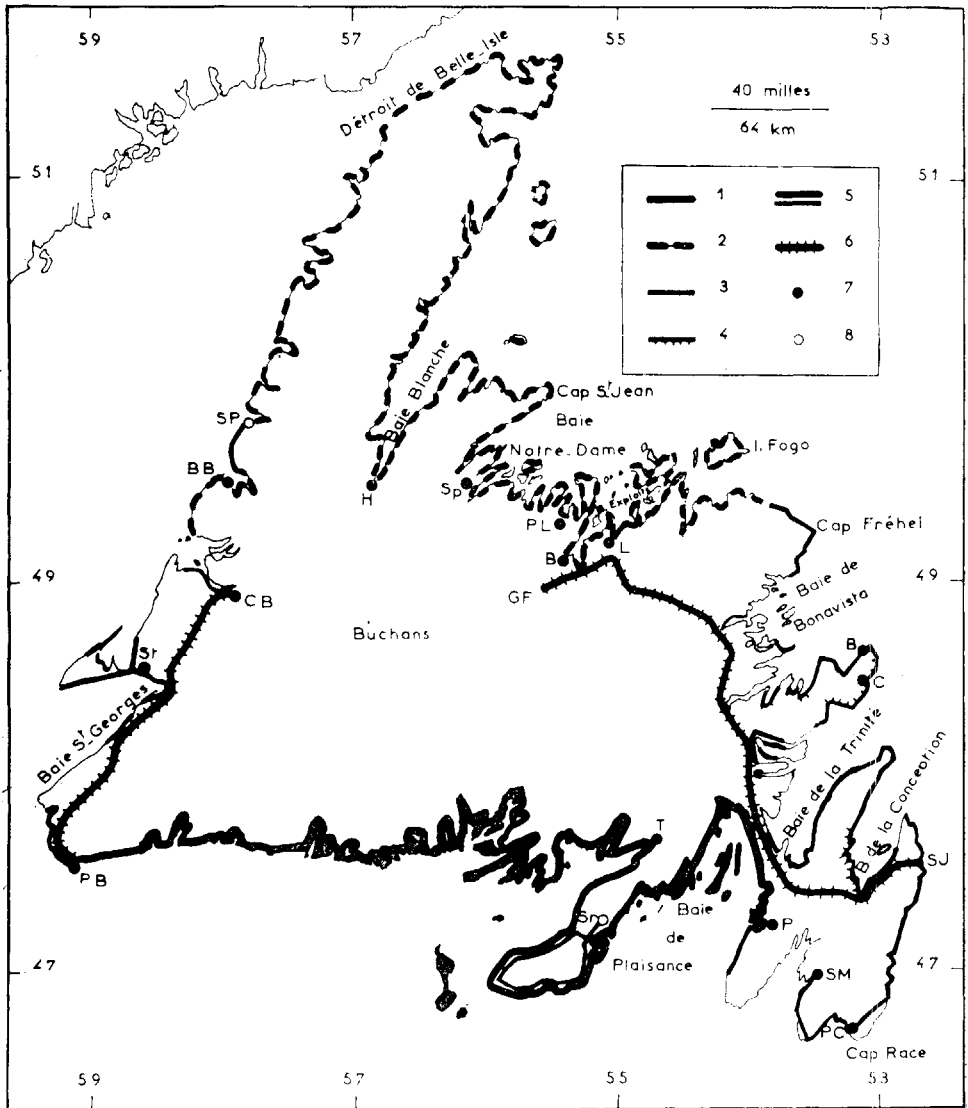 59
57
55
53
Détroit de Belle-Isle
40 milles
64 km
51
51
1
5
2
6
3
7
4
8
Baie Blanche
Cap St Jean
Baie
Notre-Dame
I. Fogo
SP
BB
H
Sp
Exploits
PL
L
B
Cap Fréhel
49
49
GF
CB
Baie de
Bonavista
Buchans
B
C
St
Baie St Georges
Baie de la Trinité
B de la Conception
T
SJ
PB
Baie
de
Plaisance
P
47
47
SM
PC
Cap Race
59
57
55
53